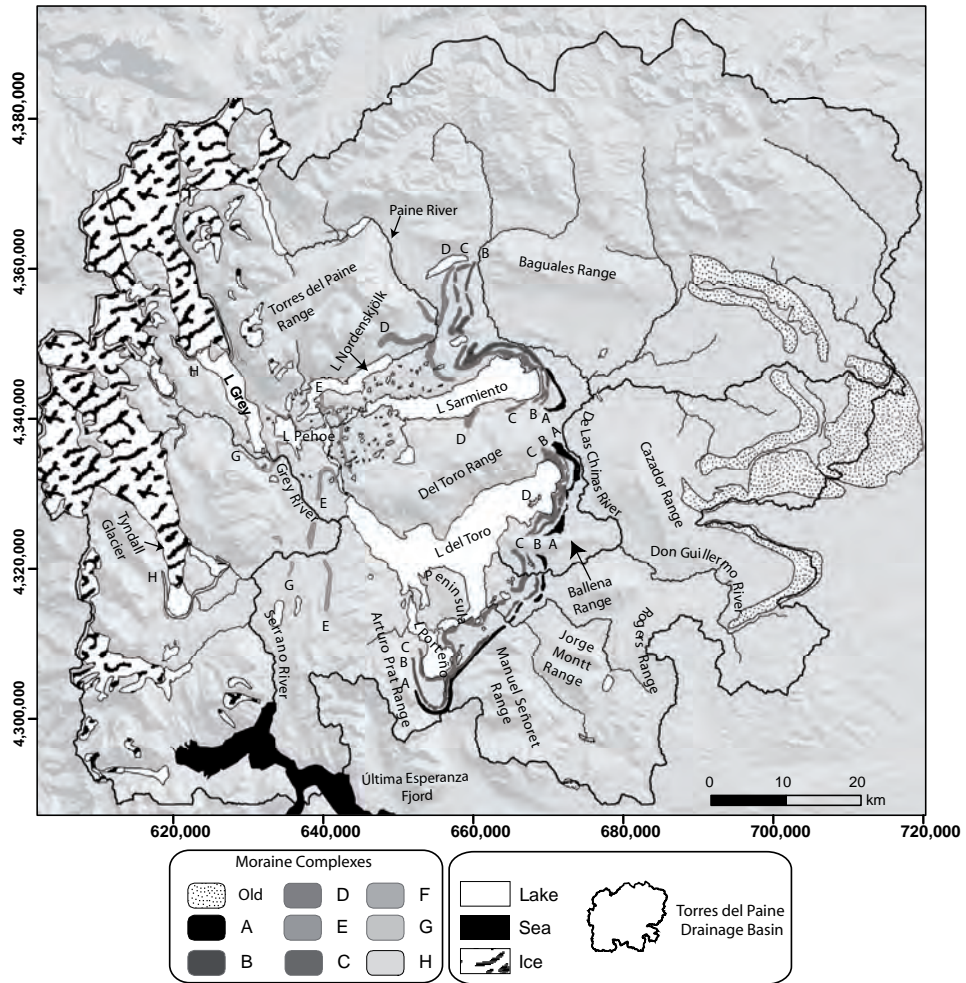 4,380,000
4,360,000
4,340,000
4,320,000
4,300,000
Paine River
D
C
B
Baguales Range
Torres del Paine
Range
L Nordenskjölk
D
H
L Grey
E
L Sarmiento
C
B
A
D
L Pehoe
G
Grey River
E
Del Toro Range
A
B
C
De Las Chinas River
Cazador Range
D
L del Toro
C
B
A
Tyndall
Glacier
H
G
E
Península
Ballena
Range
Don Guillermo
River
Serrano River
Arturo Prat Range
C
B
A
L Porteño
Manuel Señoret
Range
Jorge
Montt
Range
Rogers Range
Última Esperanza
Fjord
0
10
20
km
620,000
640,000
660,000
680,000
700,000
720,000
Moraine Complexes
Old
D
F
A
E
G
B
C
H
Lake
Sea
Ice
Torres del Paine
Drainage Basin